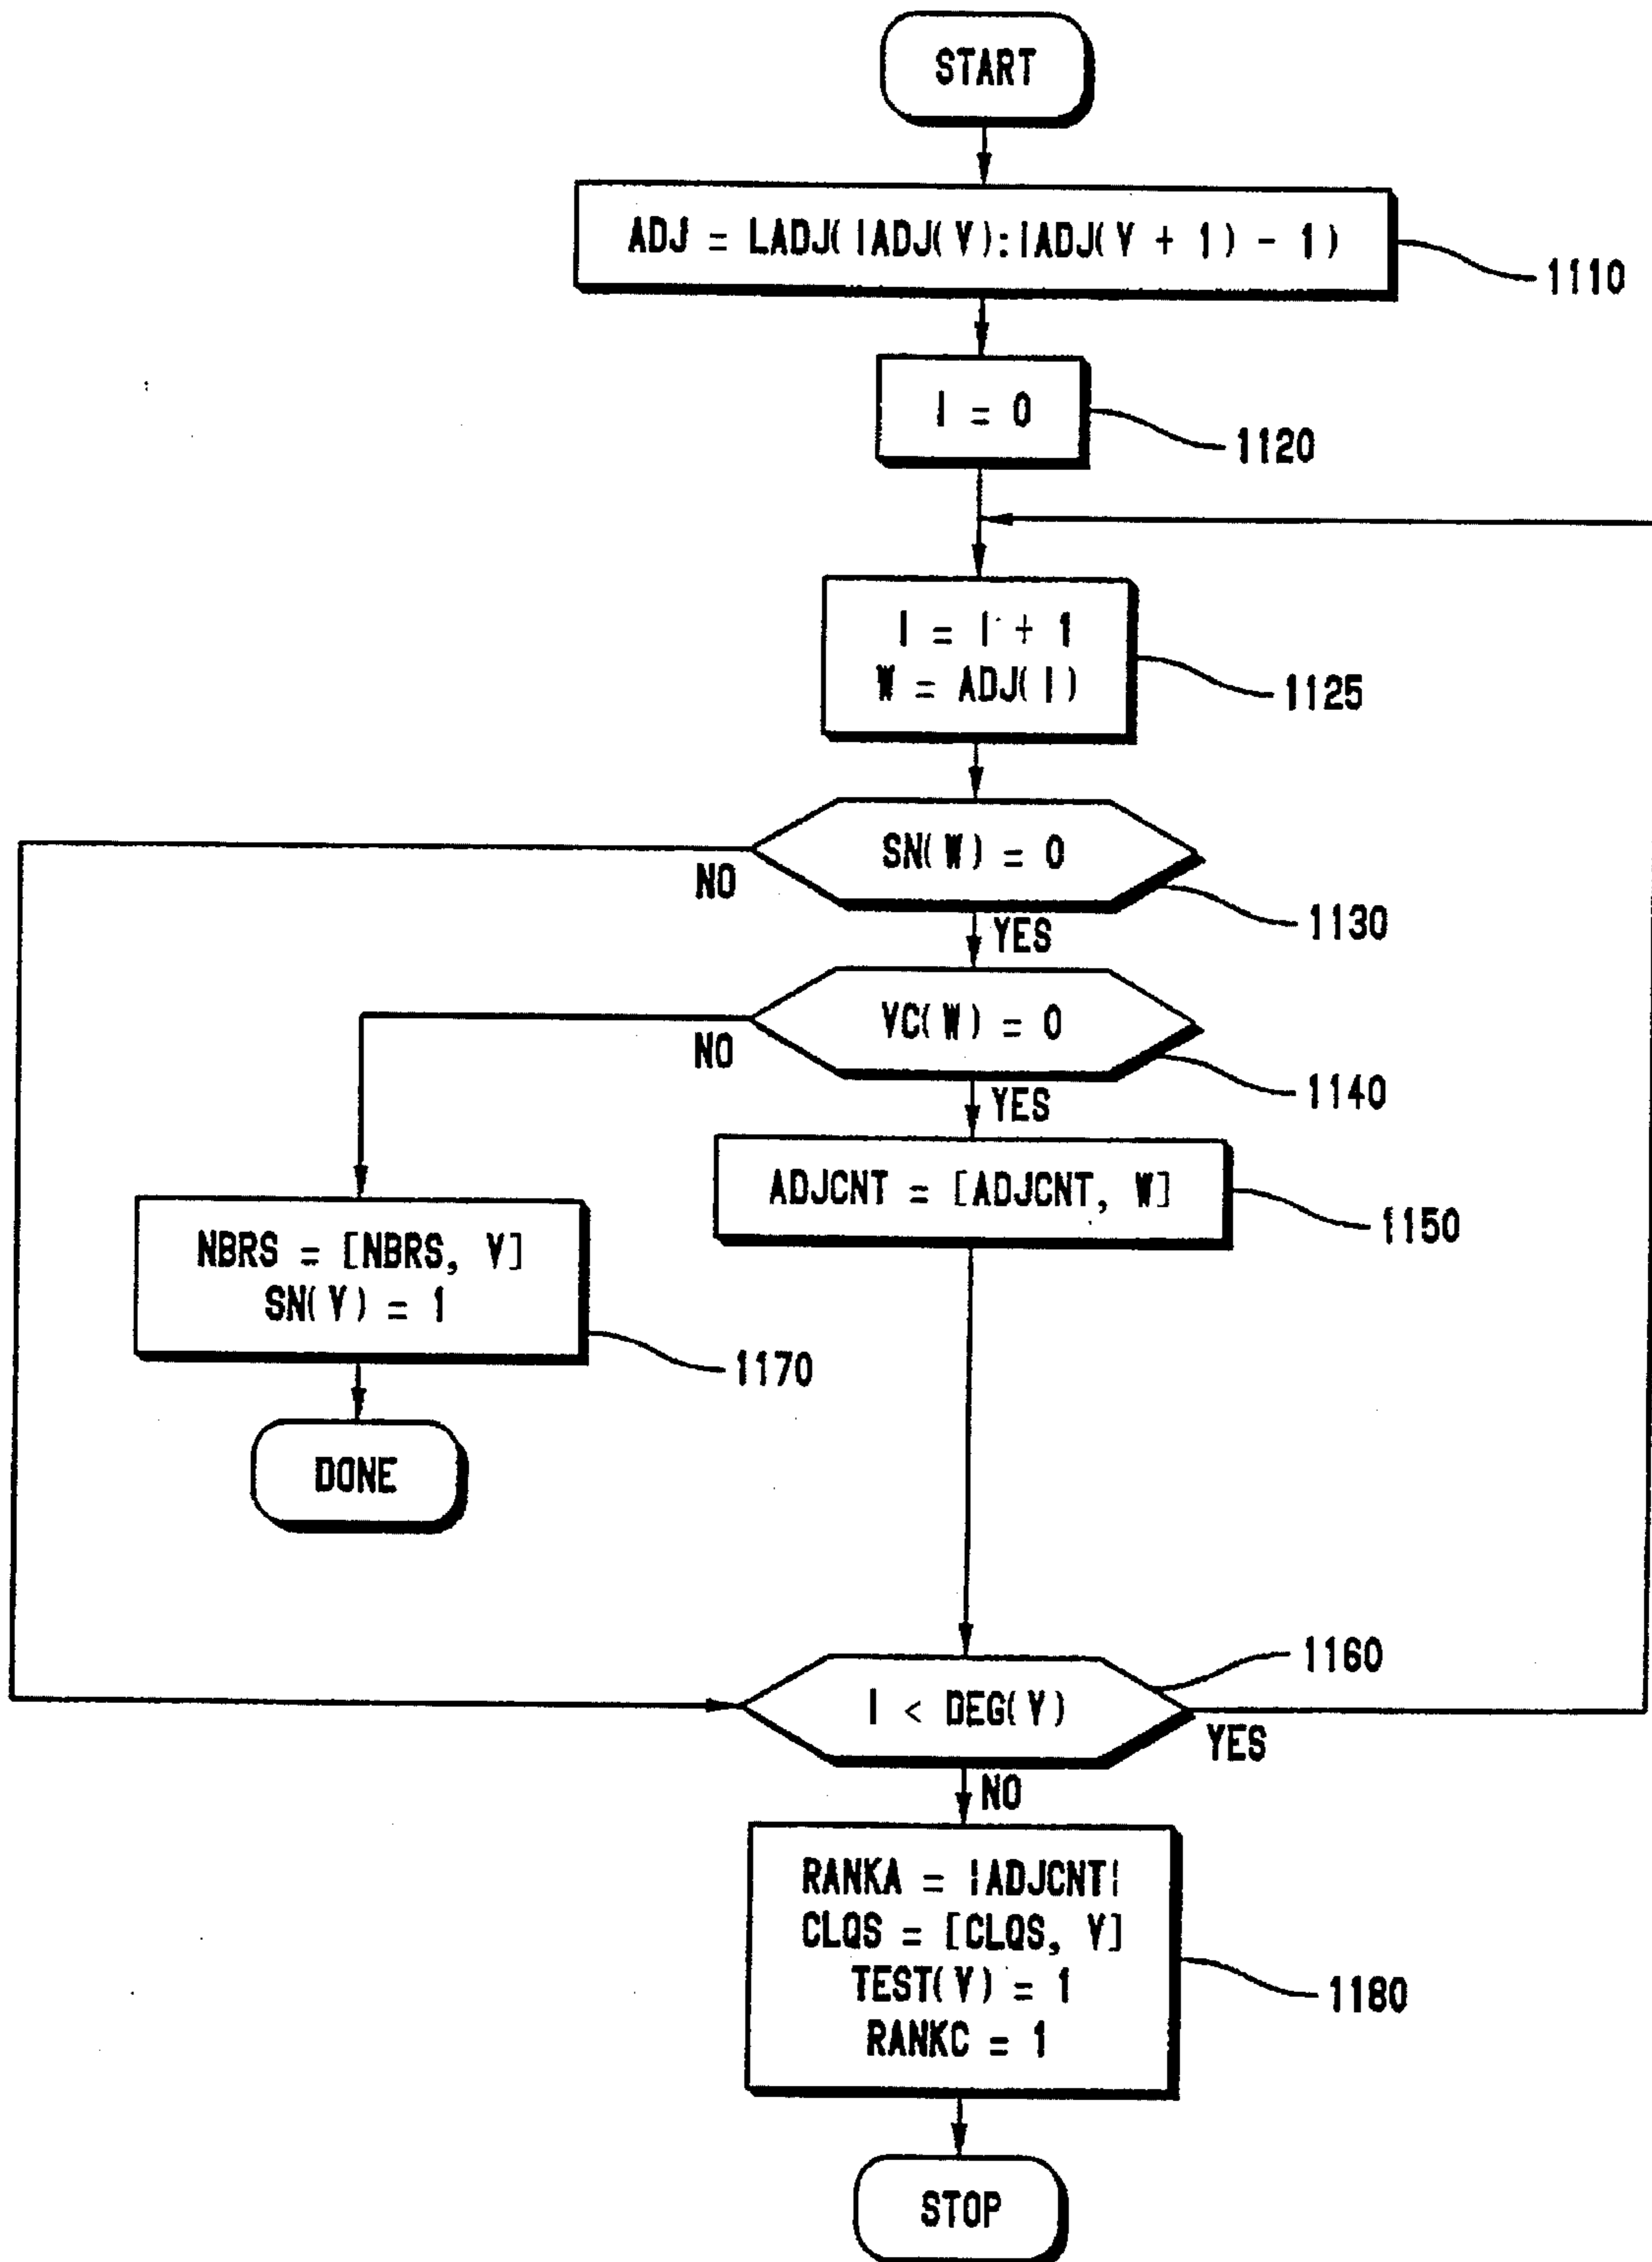 START
ADJ = LADJ(IADJ(V):IADJ(V + 1) - 1)
1110
I = 0
1120
I = I + 1
W = ADJ(I)
1125
SN(W) = 0
NO
1130
YES
VC(W) = 0
NO
1140
YES
ADJCNT = [ADJCNT, W]
1150
NBRS = [NBRS, V]
SN(V) = 1
1170
DONE
1160
I < DEG(V)
YES
NO
RANKA = |ADJCNT|
CLQS = [CLQS, V]
TEST(V) = 1
RANKC = 1
1180
STOP